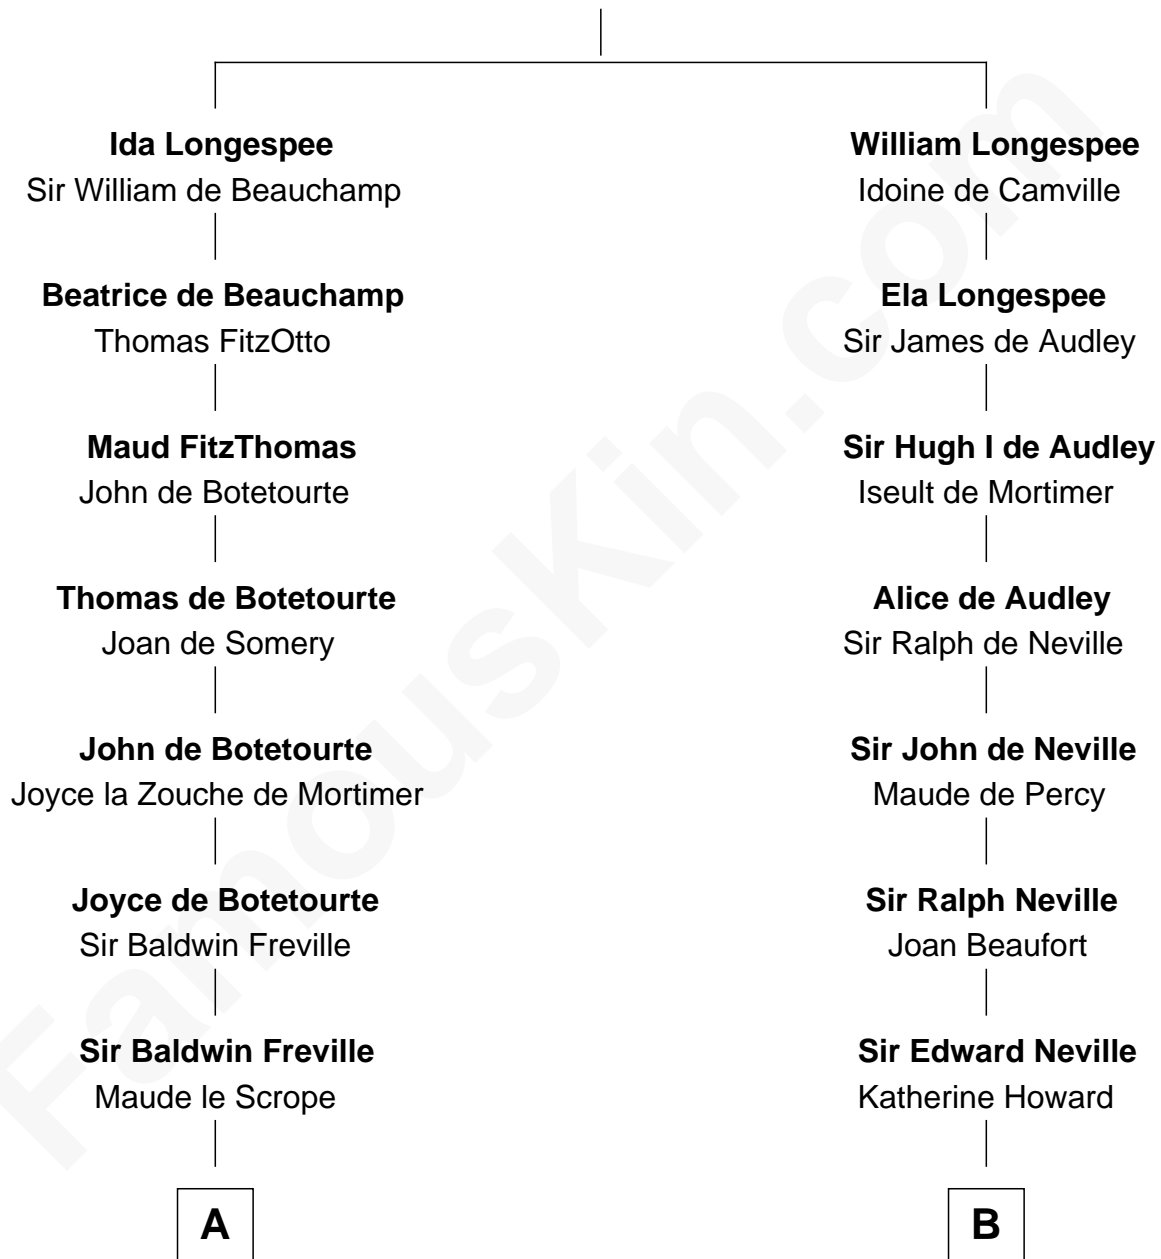 Ida Longespee
Sir William de Beauchamp
Beatrice de Beauchamp
Thomas FitzOtto
Maud FitzThomas
John de Botetourte
Thomas de Botetourte
Joan de Somery
John de Botetourte
Joyce la Zouche de Mortimer
Joyce de Botetourte
Sir Baldwin Freville
Sir Baldwin Freville
Maude le Scrope
A
William Longespee
Idoine de Camville
Ela Longespee
Sir James de Audley
Sir Hugh I de Audley
Iseult de Mortimer
Alice de Audley
Sir Ralph de Neville
Sir John de Neville
Maude de Percy
Sir Ralph Neville
Joan Beaufort
Sir Edward Neville
Katherine Howard
B
FamousKin.com